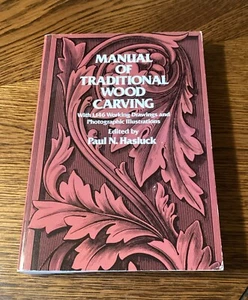 MANUAL
OF
TRADITIONAL
WOOD
CARVING
With 1,146 Working Drawings and
Photographic Illustrations
Edited by
Paul N. Hasluck